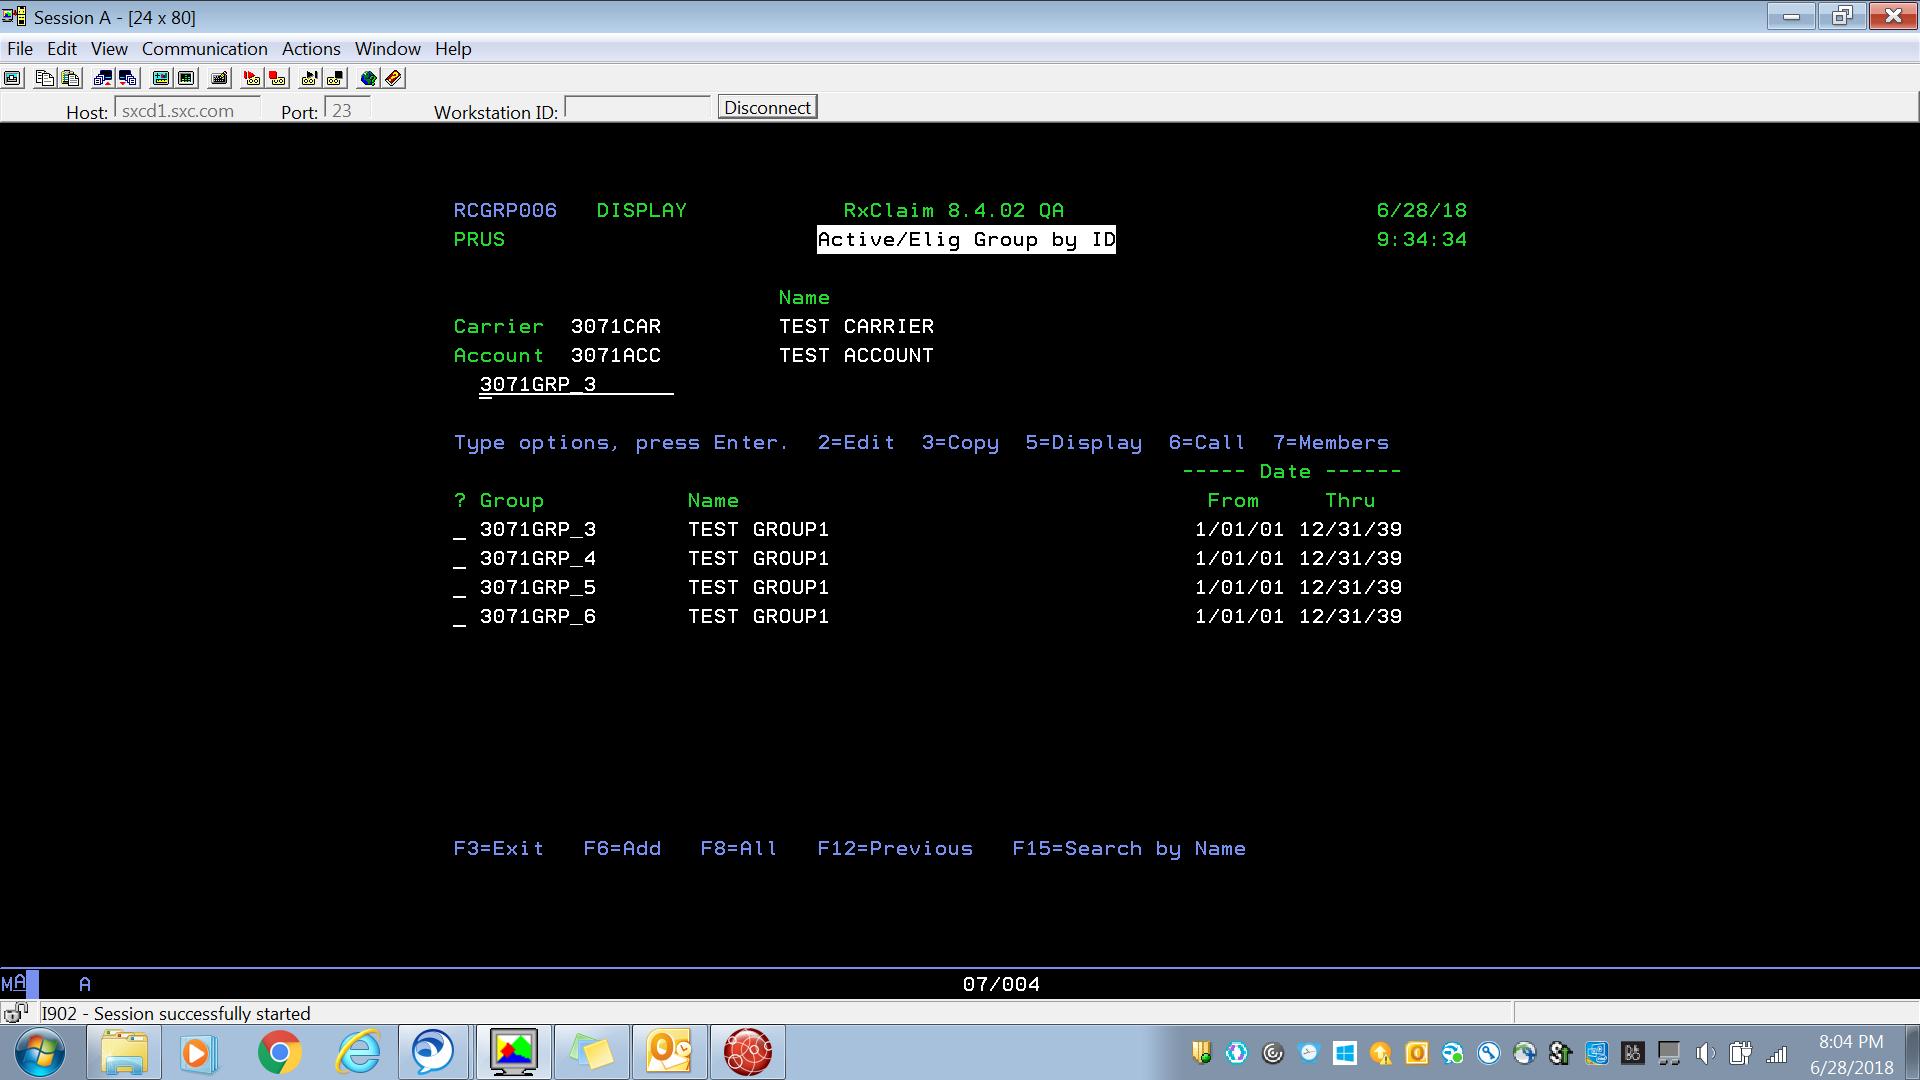 Session A - [24 x 80]
File Edit View Communication Actions Window Help
Host: sxcd1.sxc.com Port: 23 Workstation ID: Disconnect
RCGRP006 DISPLAY RxClaim 8.4.02 QA 6/28/18
PRUS Active/Elig Group by ID 9:34:34
Name
Carrier 3071CAR TEST CARRIER
Account 3071ACC TEST ACCOUNT
3071GRP_3
Type options, press Enter. 2=Edit 3=Copy 5=Display 6=Call 7=Members
----- Date ------
? Group Name From Thru
_ 3071GRP_3 TEST GROUP1 1/01/01 12/31/39
_ 3071GRP_4 TEST GROUP1 1/01/01 12/31/39
_ 3071GRP_5 TEST GROUP1 1/01/01 12/31/39
_ 3071GRP_6 TEST GROUP1 1/01/01 12/31/39
F3=Exit F6=Add F8=All F12=Previous F15=Search by Name
MA A 07/004
I902 - Session successfully started
8:04 PM
6/28/2018